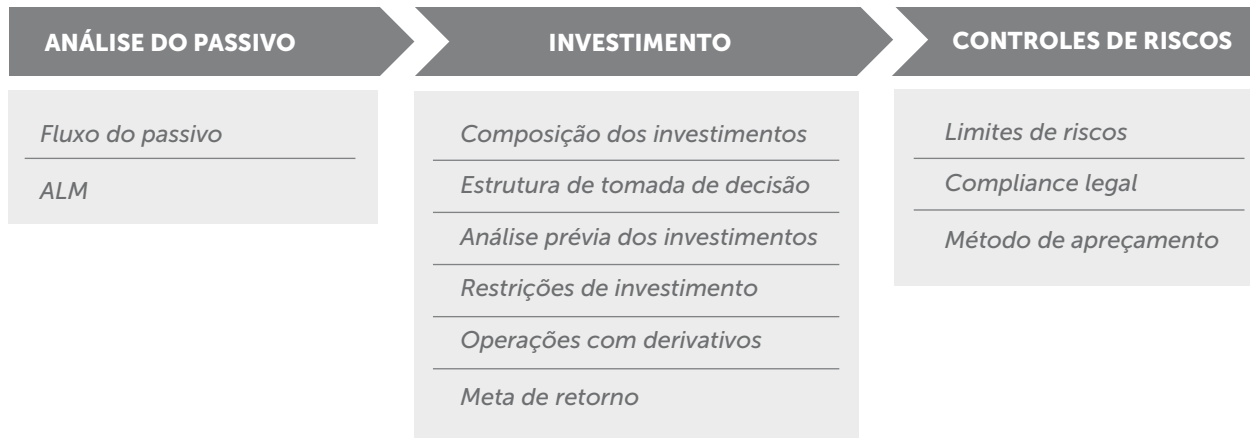 ANÁLISE DO PASSIVO
Fluxo do passivo
ALM
INVESTIMENTO
Composição dos investimentos
Estrutura de tomada de decisão
Análise prévia dos investimentos
Restrições de investimento
Operações com derivativos
Meta de retorno
CONTROLES DE RISCOS
Limites de riscos
Compliance legal
Método de apreçamento